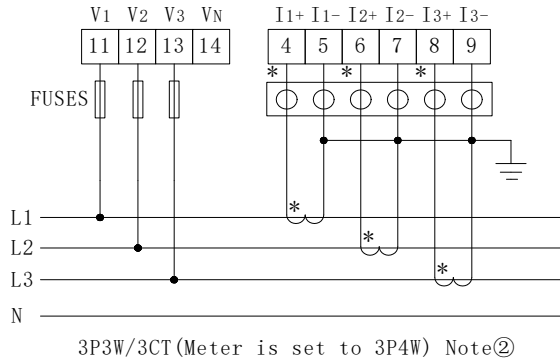 V1 V2 V3 VN I1+ I1- I2+ I2- I3+ I3-
11 12 13 14 4 5 6 7 8 9
* * *
FUSES
*
L1
*
L2
*
L3
N
3P3W/3CT(Meter is set to 3P4W) Note②